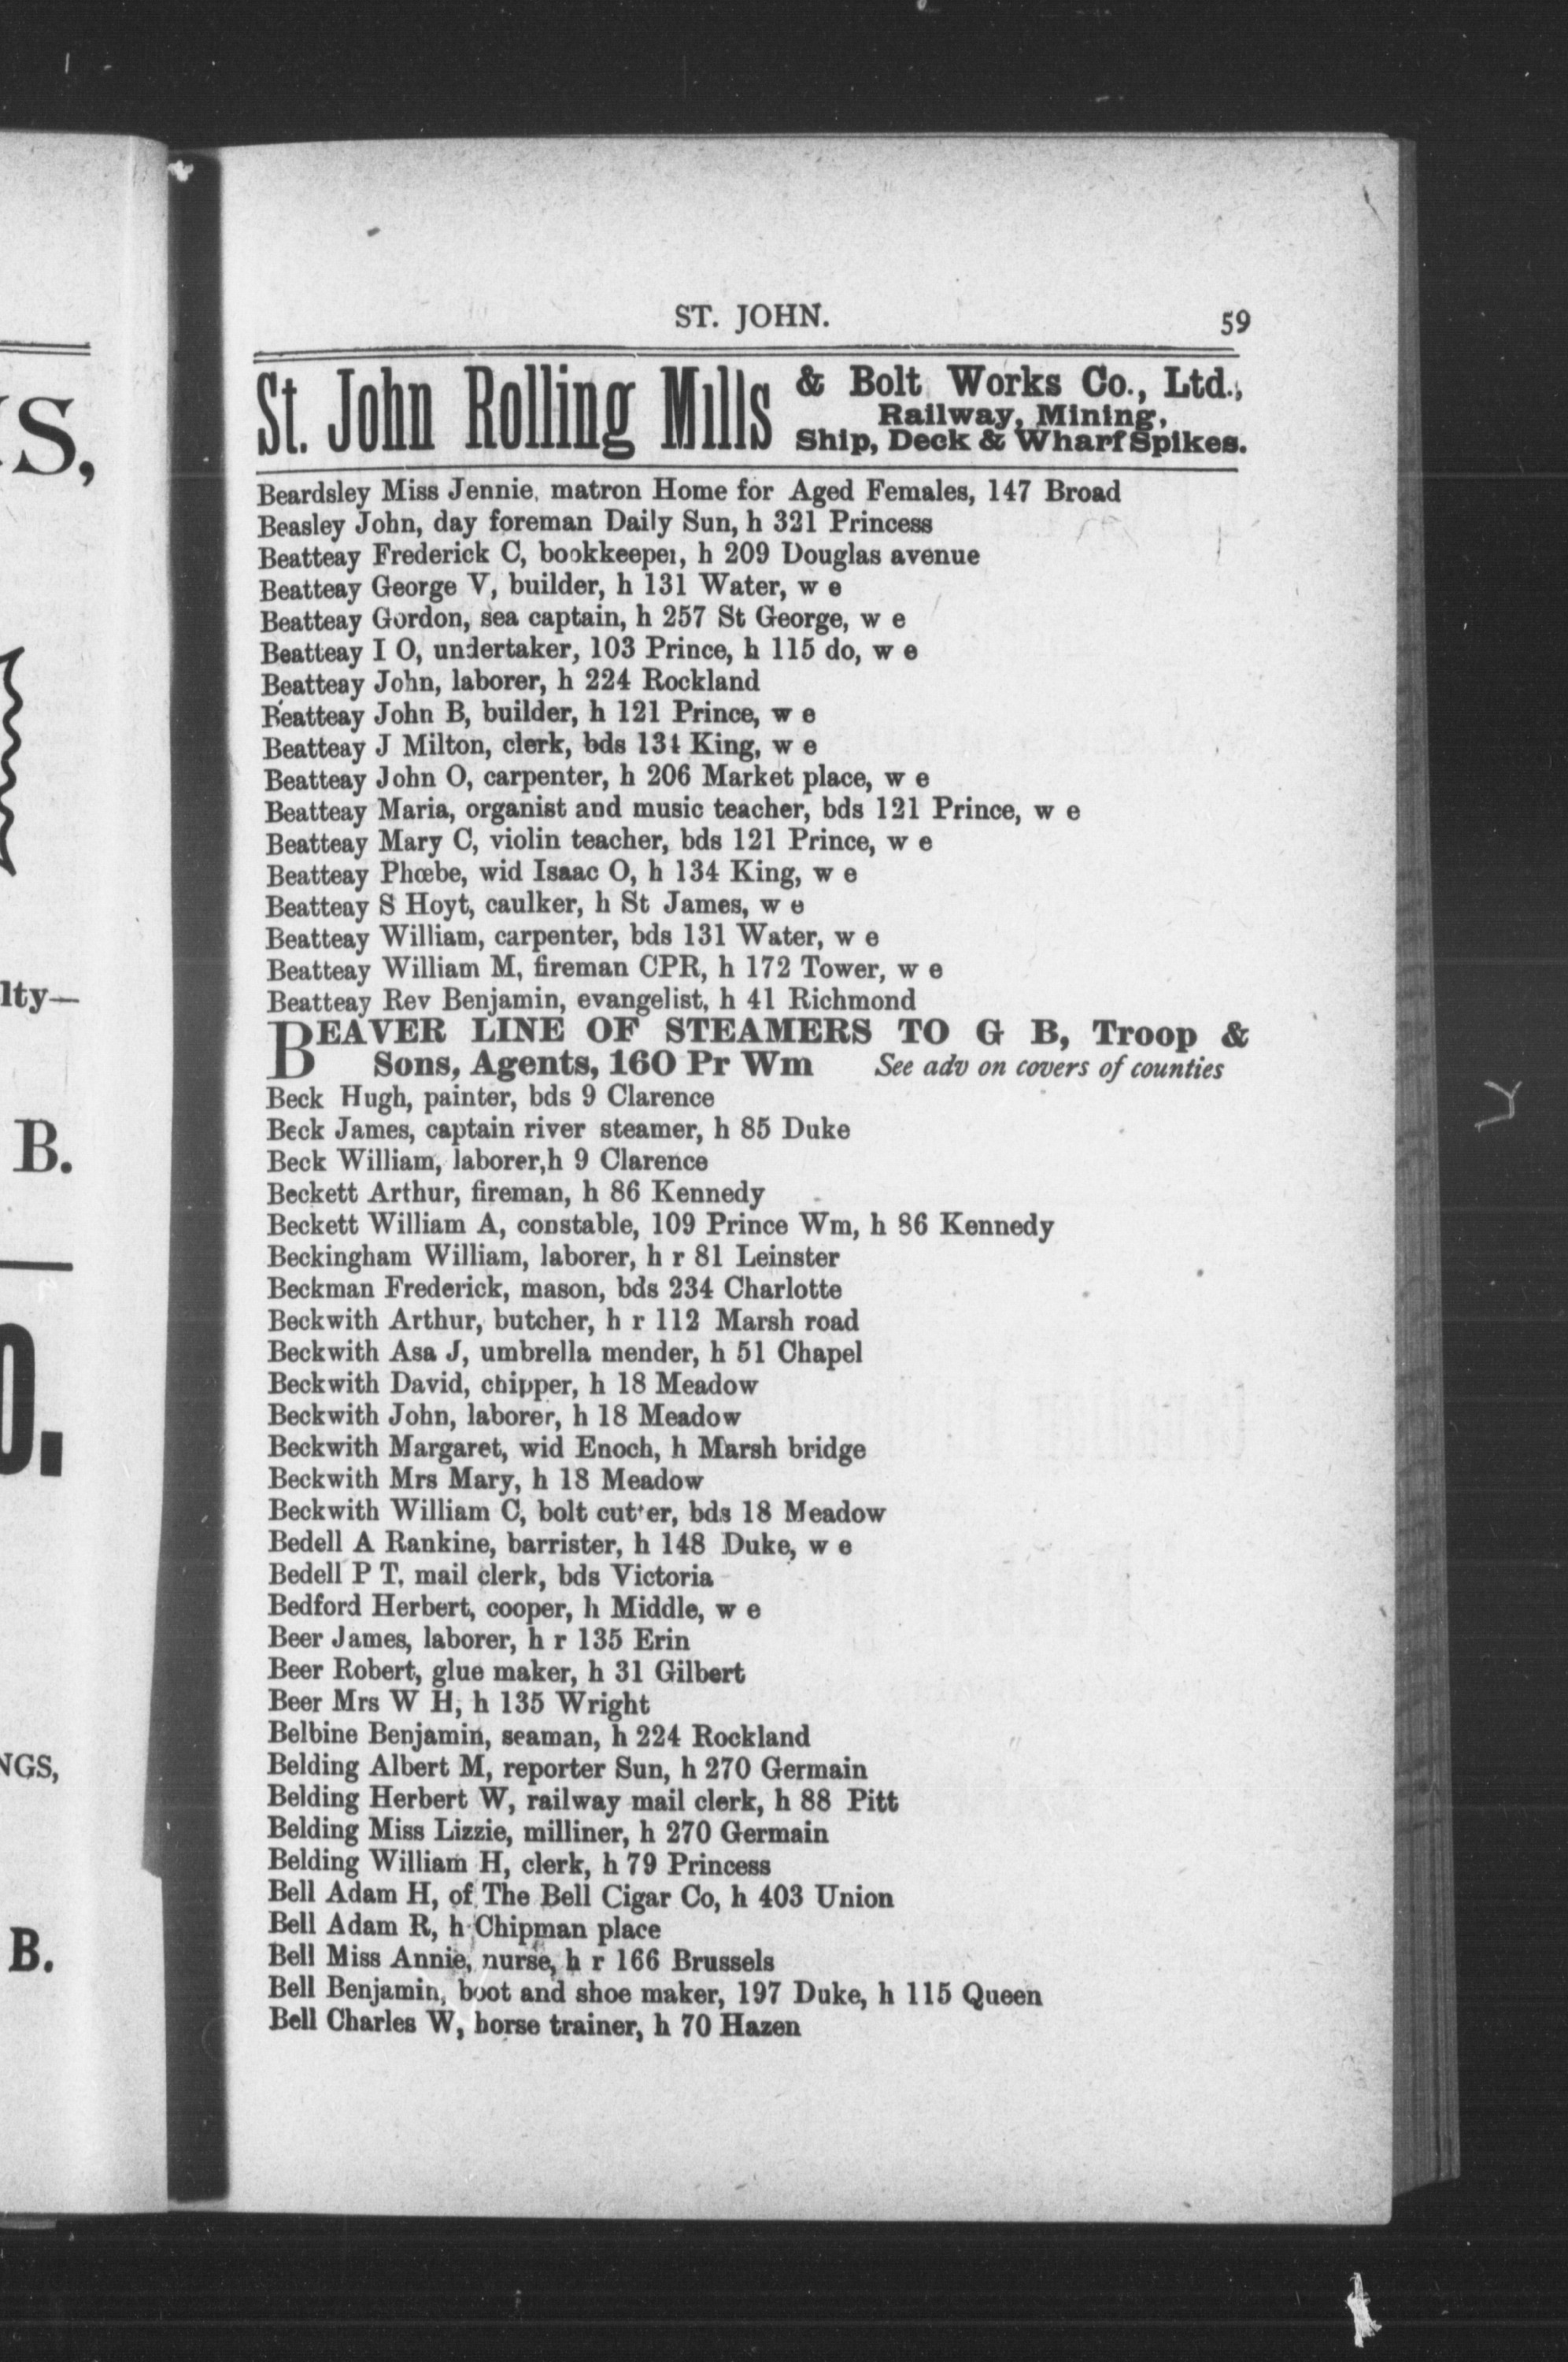 ST. JOHN.
59
St. John Rolling Mills & Bolt Works Co., Ltd.,
Railway, Mining,
Ship, Deck & Wharf Spikes.
Beardsley Miss Jennie, matron Home for Aged Females, 147 Broad
Beasley John, day foreman Daily Sun, h 321 Princess
Beatteay Frederick C, bookkeeper, h 209 Douglas avenue
Beatteay George V, builder, h 131 Water, w e
Beatteay Gordon, sea captain, h 257 St George, w e
Beatteay I O, undertaker, 103 Prince, h 115 do, w e
Beatteay John, laborer, h 224 Rockland
Beatteay John B, builder, h 121 Prince, w e
Beatteay J Milton, clerk, bds 134 King, w e
Beatteay John O, carpenter, h 206 Market place, w e
Beatteay Maria, organist and music teacher, bds 121 Prince, w e
Beatteay Mary C, violin teacher, bds 121 Prince, w e
Beatteay Phœbe, wid Isaac O, h 134 King, w e
Beatteay S Hoyt, caulker, h St James, w e
Beatteay William, carpenter, bds 131 Water, w e
Beatteay William M, fireman CPR, h 172 Tower, w e
Beatteay Rev Benjamin, evangelist, h 41 Richmond
BEAVER LINE OF STEAMERS TO G B, Troop &
Sons, Agents, 160 Pr Wm See adv on covers of counties
Beck Hugh, painter, bds 9 Clarence
Beck James, captain river steamer, h 85 Duke
Beck William, laborer,h 9 Clarence
Beckett Arthur, fireman, h 86 Kennedy
Beckett William A, constable, 109 Prince Wm, h 86 Kennedy
Beckingham William, laborer, h r 81 Leinster
Beckman Frederick, mason, bds 234 Charlotte
Beckwith Arthur, butcher, h r 112 Marsh road
Beckwith Asa J, umbrella mender, h 51 Chapel
Beckwith David, chipper, h 18 Meadow
Beckwith John, laborer, h 18 Meadow
Beckwith Margaret, wid Enoch, h Marsh bridge
Beckwith Mrs Mary, h 18 Meadow
Beckwith William C, bolt cutter, bds 18 Meadow
Bedell A Rankine, barrister, h 148 Duke, w e
Bedell P T, mail clerk, bds Victoria
Bedford Herbert, cooper, h Middle, w e
Beer James, laborer, h r 135 Erin
Beer Robert, glue maker, h 31 Gilbert
Beer Mrs W H, h 135 Wright
Belbine Benjamin, seaman, h 224 Rockland
Belding Albert M, reporter Sun, h 270 Germain
Belding Herbert W, railway mail clerk, h 88 Pitt
Belding Miss Lizzie, milliner, h 270 Germain
Belding William H, clerk, h 79 Princess
Bell Adam H, of The Bell Cigar Co, h 403 Union
Bell Adam R, h Chipman place
Bell Miss Annie, nurse, h r 166 Brussels
Bell Benjamin, boot and shoe maker, 197 Duke, h 115 Queen
Bell Charles W, horse trainer, h 70 Hazen